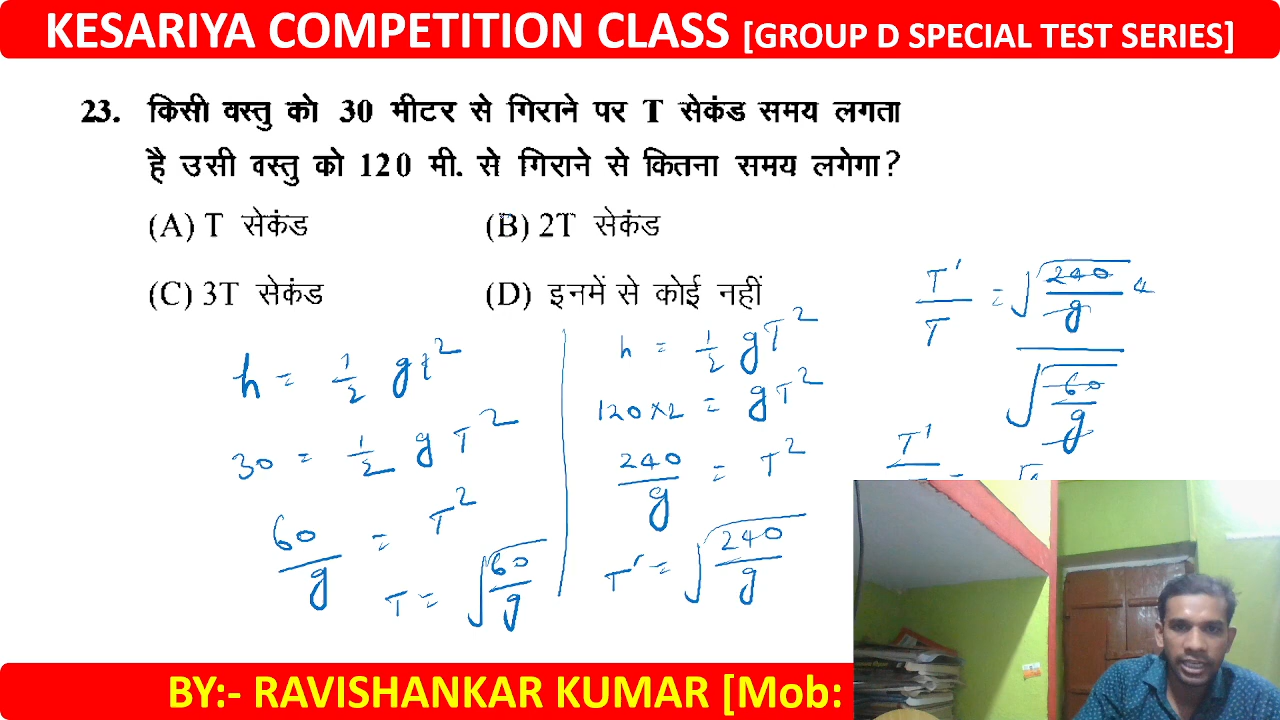 KESARIYA COMPETITION CLASS [GROUP D SPECIAL TEST SERIES]
23. किसी वस्तु को 30 मीटर से गिराने पर T सेकंड समय लगता
है उसी वस्तु को 120 मी. से गिराने से कितना समय लगेगा?
(A) T सेकंड (B) 2T सेकंड
(C) 3T सेकंड (D) इनमें से कोई नहीं
h = 1/2 gt²
30 = 1/2 g T²
60/g = T²
T = √(60/g)
h = 1/2 gT²
120×2 = gT²
240/g = T²
T' = √(240/g)
T'/T = √(240/g) 4
√(60/g)
T'
BY:- RAVISHANKAR KUMAR [Mob: